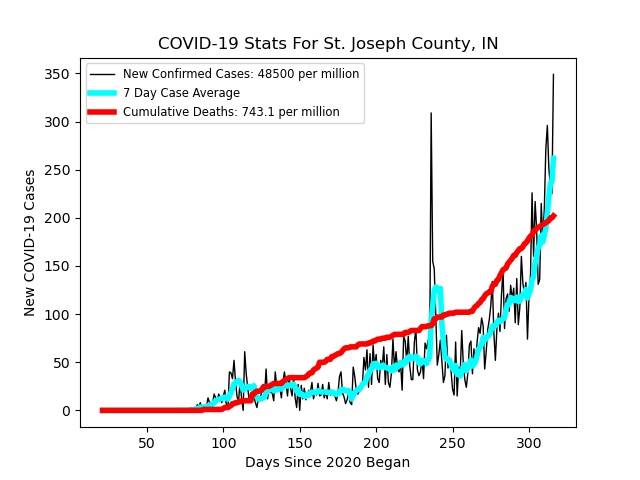 COVID-19 Stats For St. Joseph County, IN
New Confirmed Cases: 48500 per million
7 Day Case Average
Cumulative Deaths: 743.1 per million
New COVID-19 Cases
350
300
250
200
150
100
50
0
50 100 150 200 250 300
Days Since 2020 Began